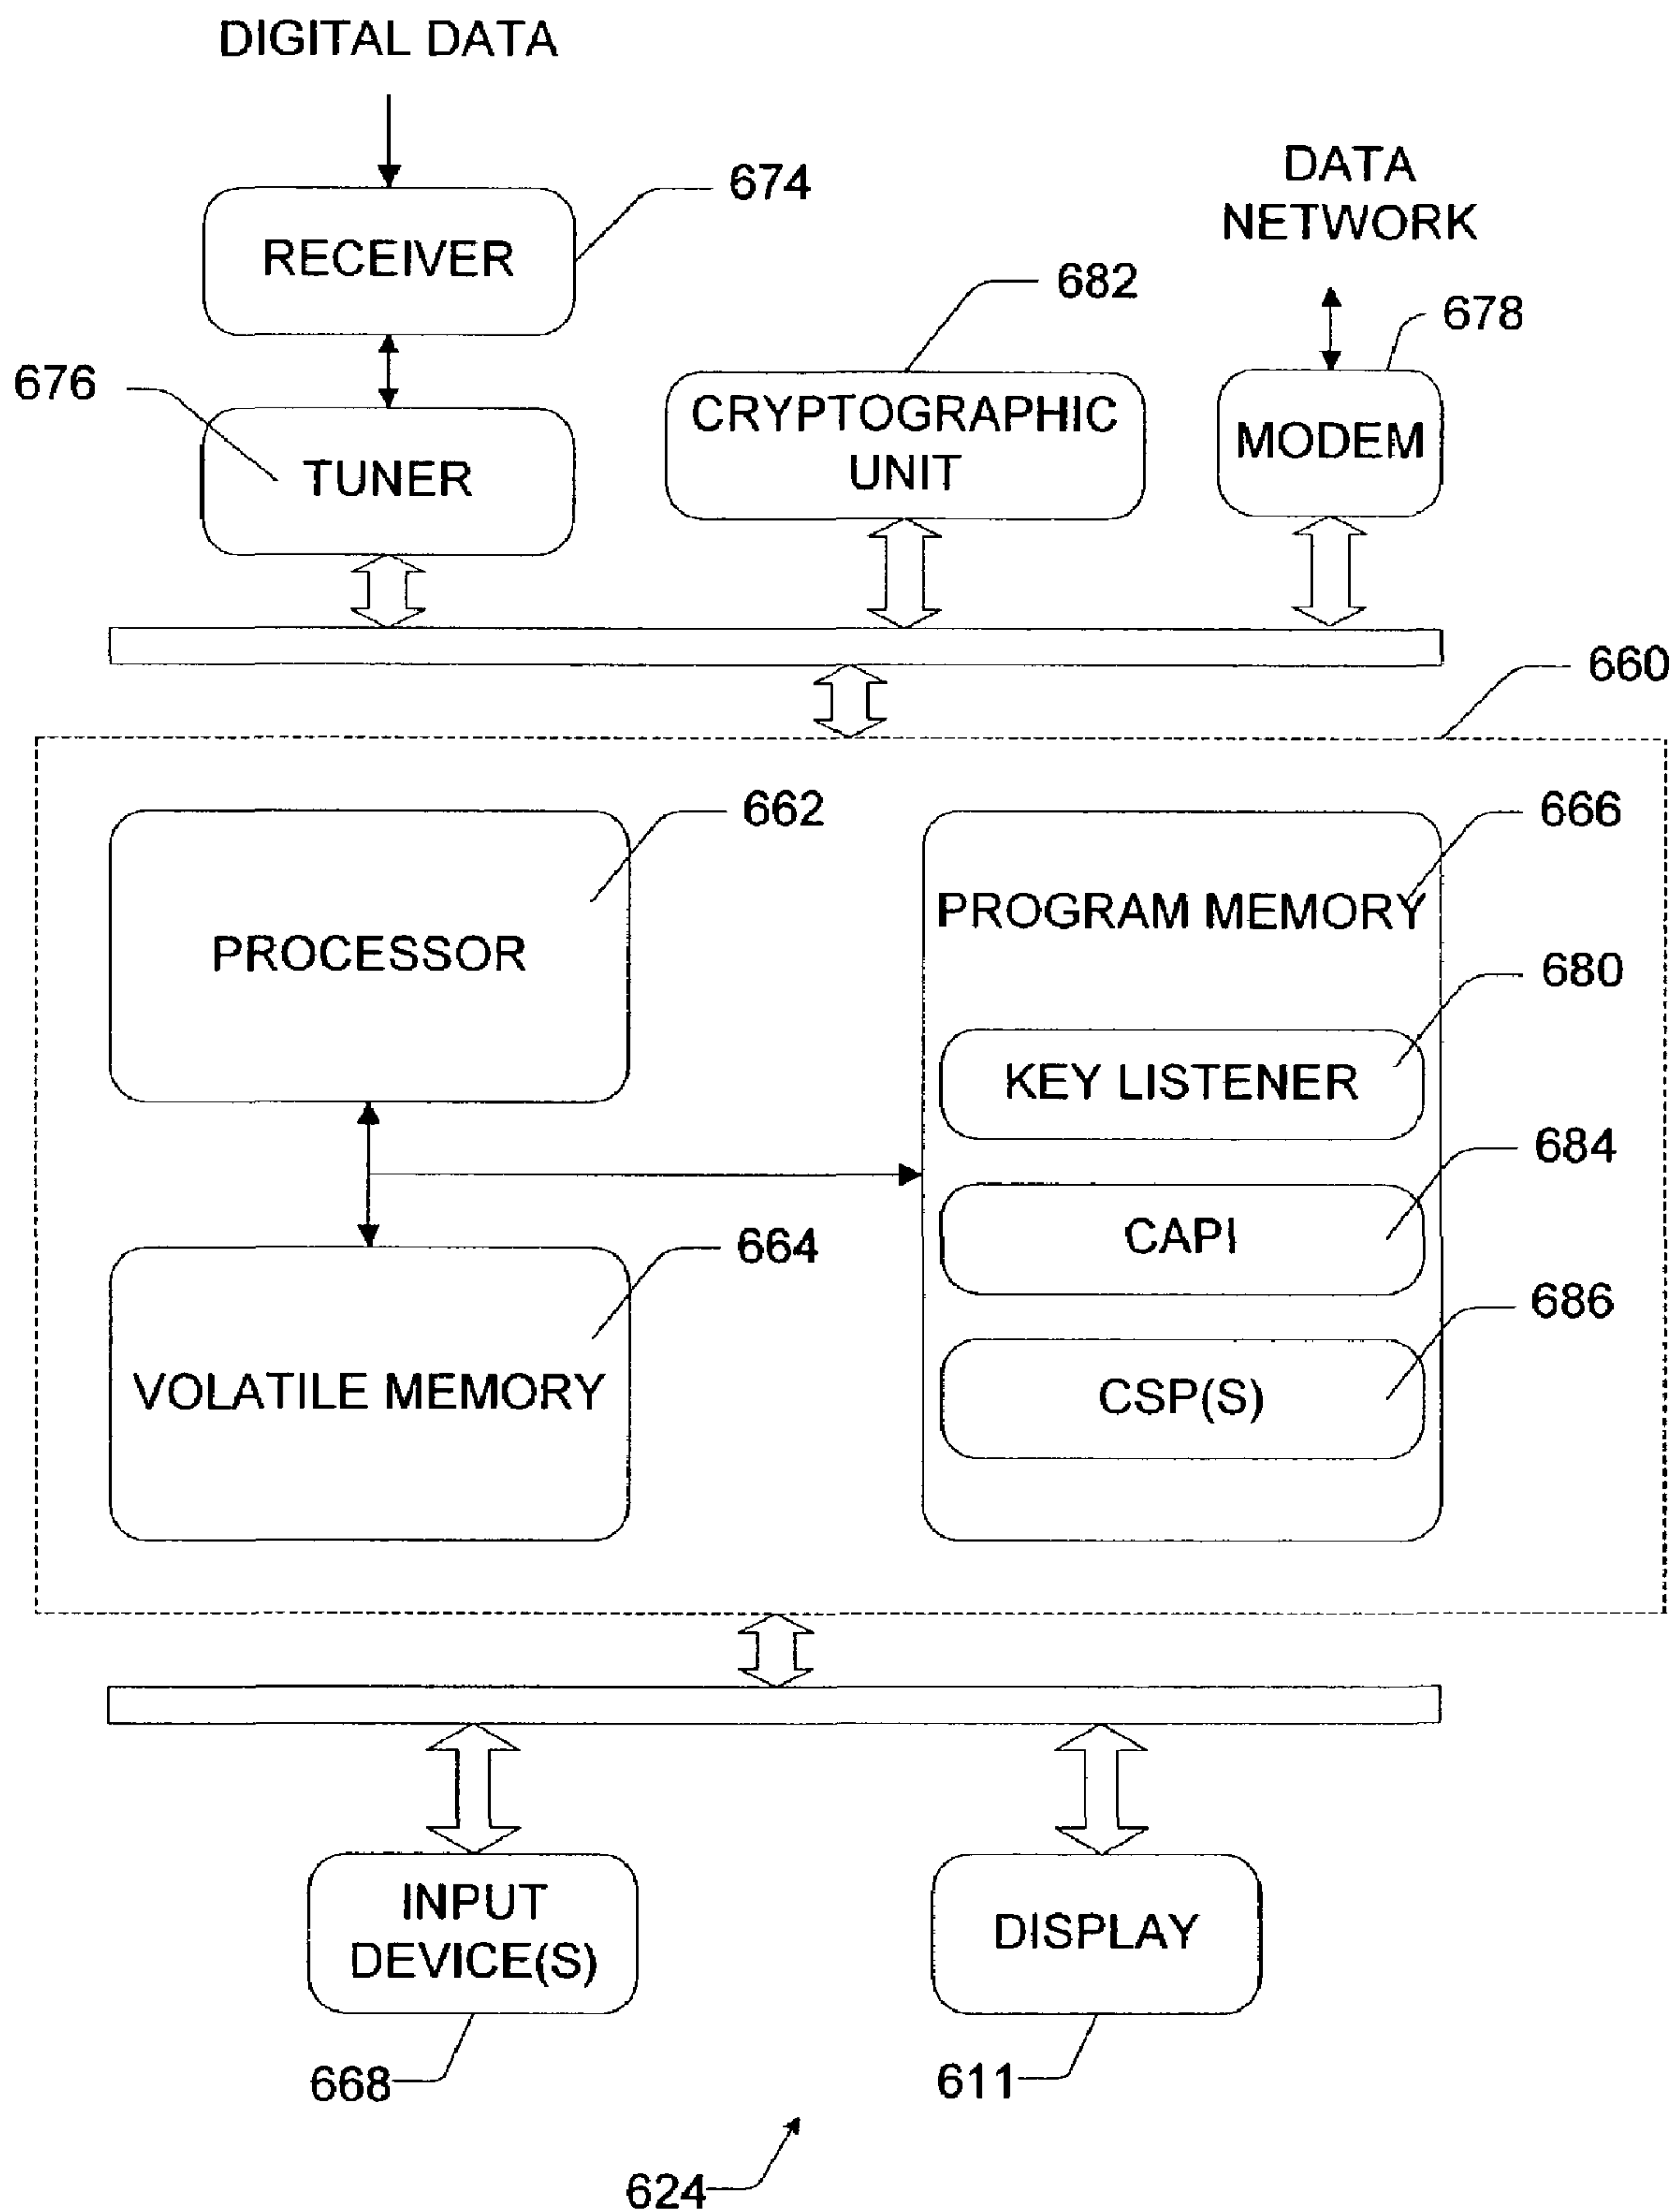 DIGITAL DATA
674
RECEIVER
DATA
NETWORK
682
678
676
TUNER
CRYPTOGRAPHIC
UNIT
MODEM
660
662
666
PROCESSOR
PROGRAM MEMORY
680
KEY LISTENER
684
CAPI
664
686
VOLATILE MEMORY
CSP(S)
INPUT
DEVICE(S)
DISPLAY
668
611
624